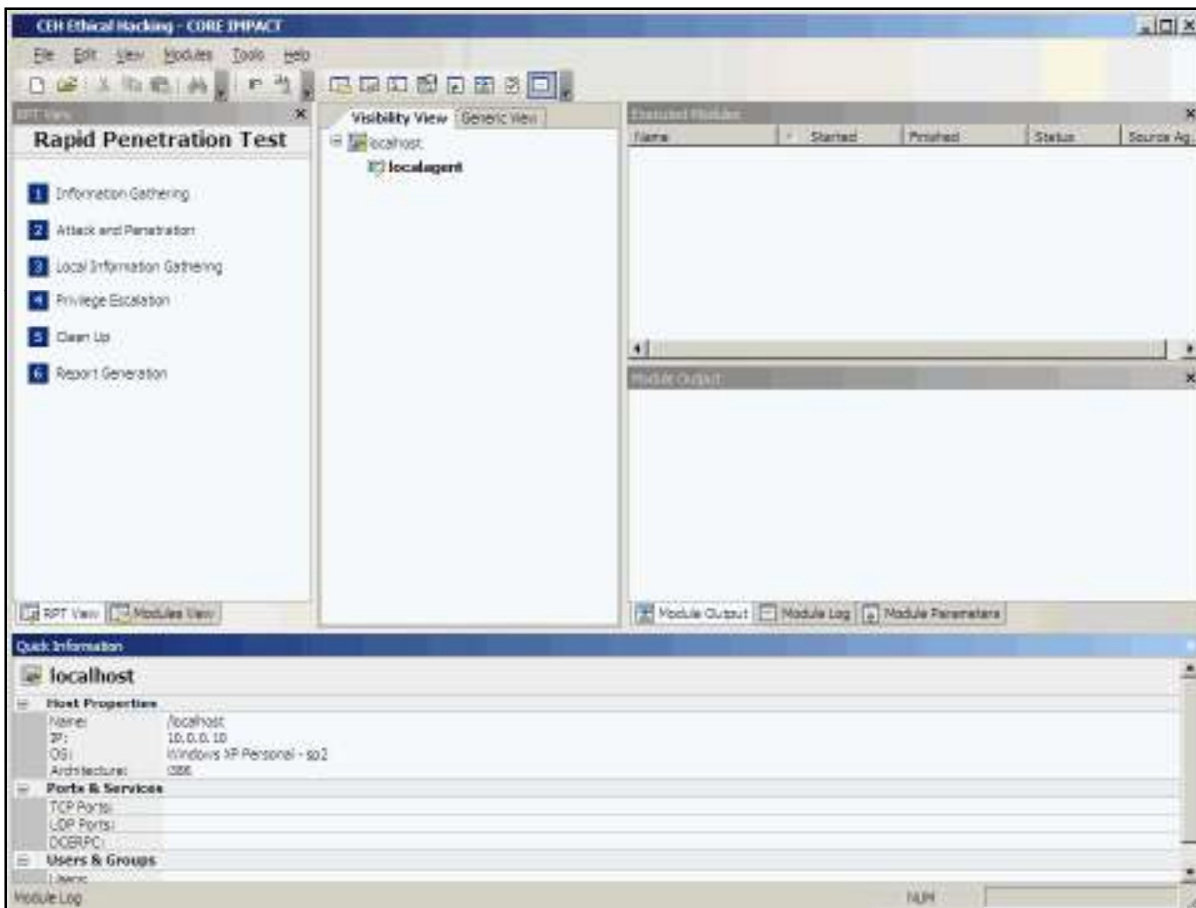 CEH Ethical Hacking - CORE IMPACT
File Edit View Modules Tools Help
RPT View
Rapid Penetration Test
1 Information Gathering
2 Attack and Penetration
3 Local Information Gathering
4 Privilege Escalation
5 Clean Up
6 Report Generation
RPT View Modules View
Visibility View Generic View
localhost
localagent
Executed Modules
Name Started Finished Status Source Ag
Module Output
Module Output Module Log Module Parameters
Quick Information
localhost
Host Properties
Name: /localhost
IP: 10.0.0.10
OS: Windows XP Personal - sp2
Architecture: i386
Ports & Services
TCP Ports:
UDP Ports:
DCERPC:
Users & Groups
Users:
Module Log NUM